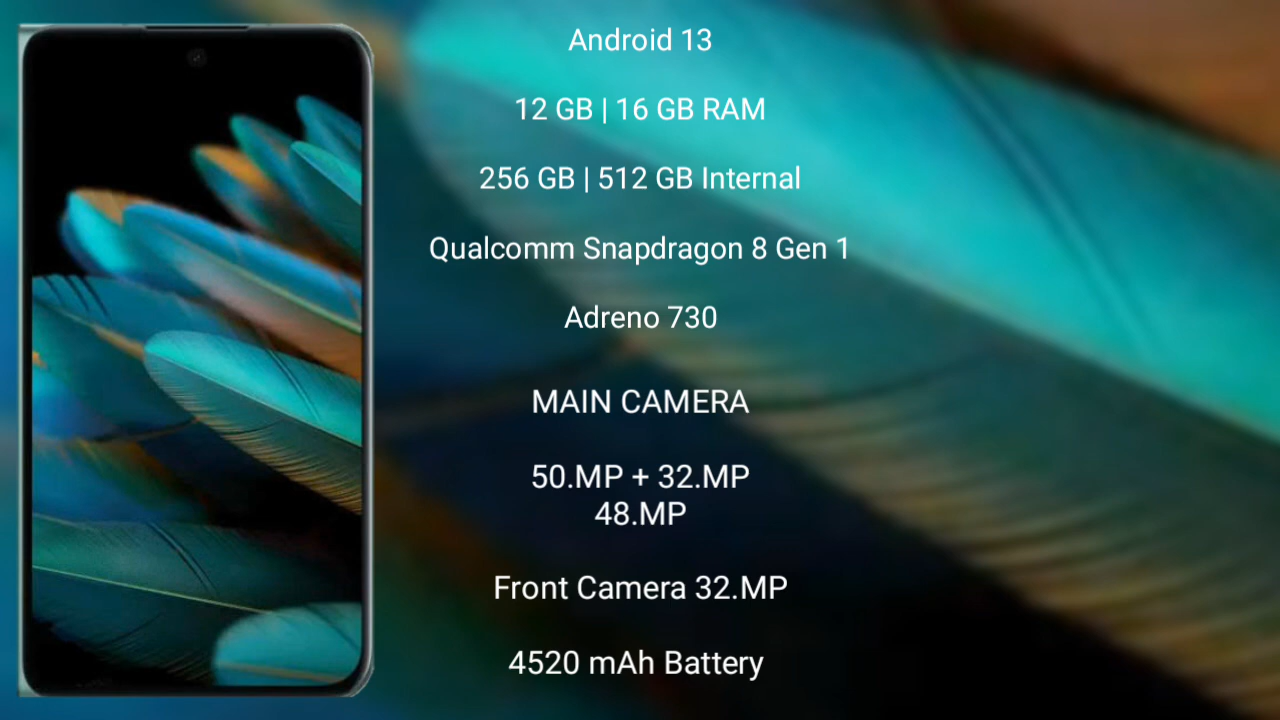 Android 13
12 GB | 16 GB RAM
256 GB | 512 GB Internal
Qualcomm Snapdragon 8 Gen 1
Adreno 730
MAIN CAMERA
50.MP + 32.MP
48.MP
Front Camera 32.MP
4520 mAh Battery